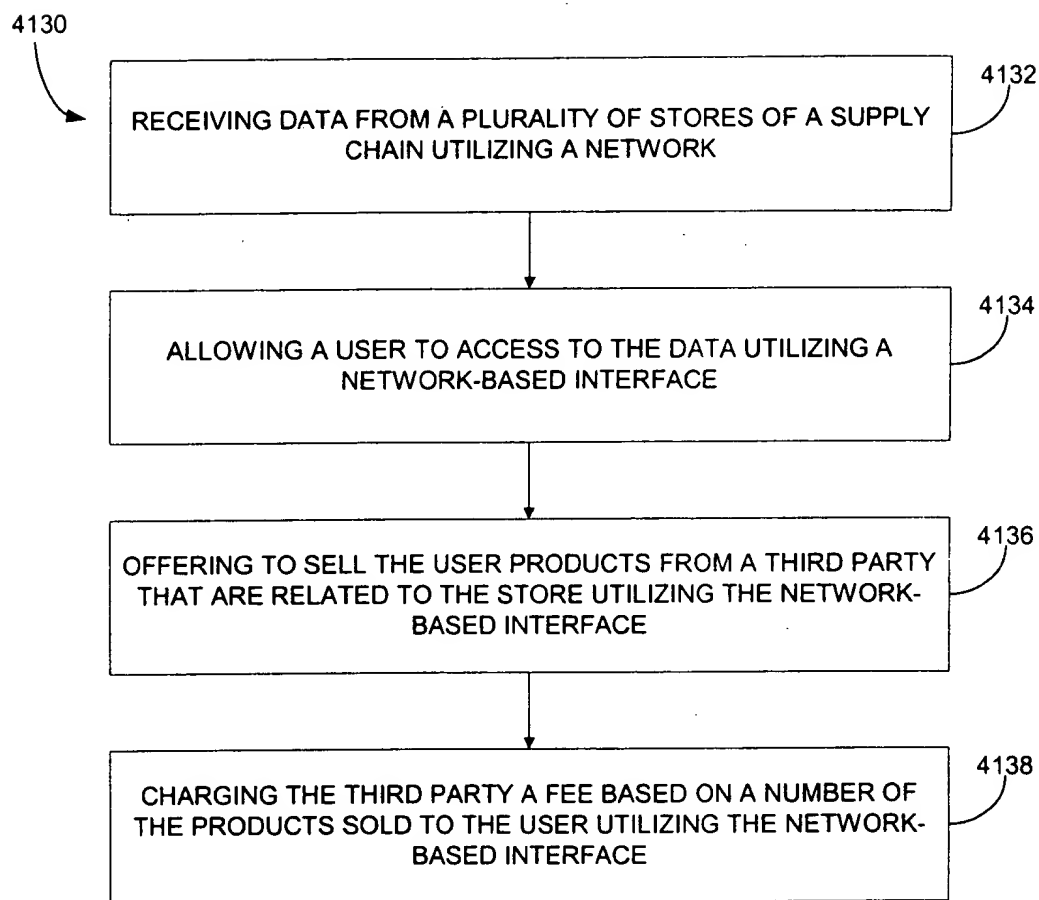 4130
4132
RECEIVING DATA FROM A PLURALITY OF STORES OF A SUPPLY
CHAIN UTILIZING A NETWORK
4134
ALLOWING A USER TO ACCESS TO THE DATA UTILIZING A
NETWORK-BASED INTERFACE
4136
OFFERING TO SELL THE USER PRODUCTS FROM A THIRD PARTY
THAT ARE RELATED TO THE STORE UTILIZING THE NETWORK-
BASED INTERFACE
4138
CHARGING THE THIRD PARTY A FEE BASED ON A NUMBER OF
THE PRODUCTS SOLD TO THE USER UTILIZING THE NETWORK-
BASED INTERFACE